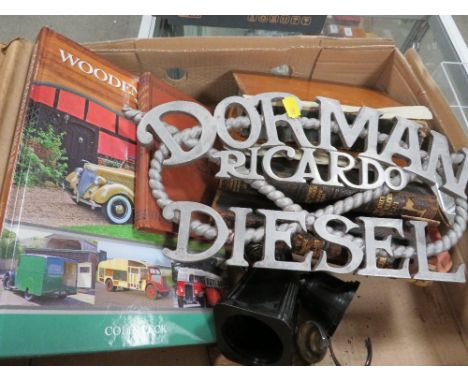 WOODEN
DORMAN
RICARDO
DIESEL
COLIN PECK